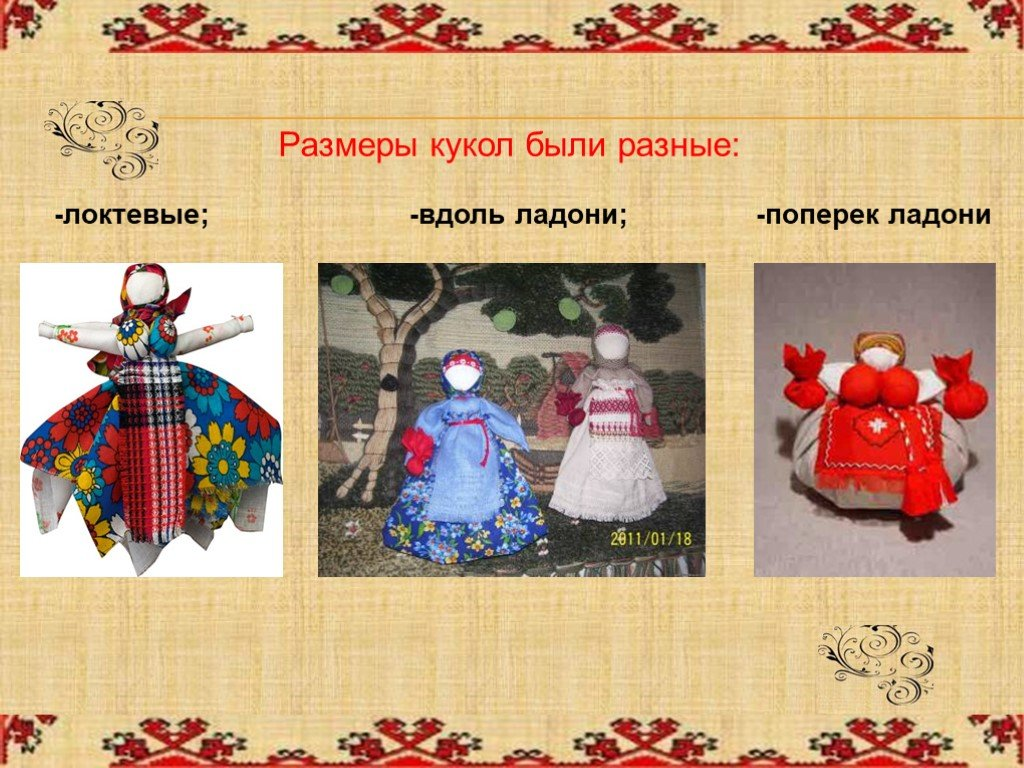 Размеры кукол были разные:
-локтевые; -вдоль ладони; -поперек ладони
2011/01/18